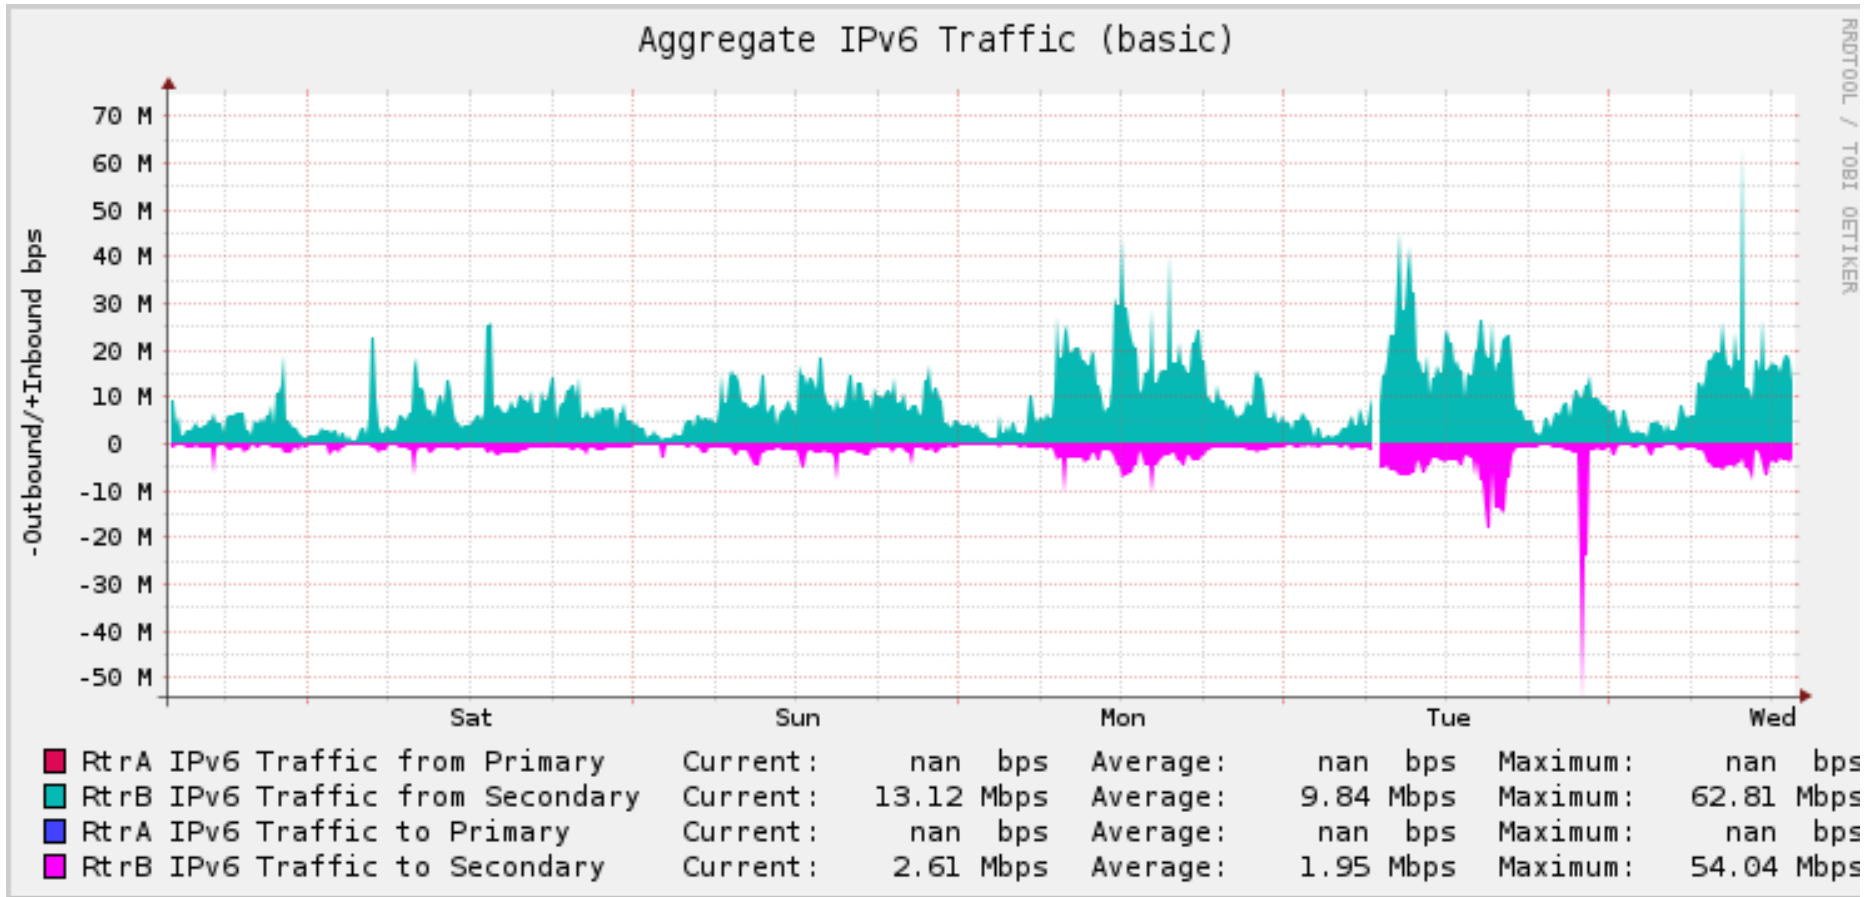 Aggregate IPv6 Traffic (basic)
RRDTOOL / TOBI OETIKER
-Outbound/+Inbound bps
70 M
60 M
50 M
40 M
30 M
20 M
10 M
0
-10 M
-20 M
-30 M
-40 M
-50 M
Sat Sun Mon Tue Wed
RtrA IPv6 Traffic from Primary Current: nan bps Average: nan bps Maximum: nan bps
RtrB IPv6 Traffic from Secondary Current: 13.12 Mbps Average: 9.84 Mbps Maximum: 62.81 Mbps
RtrA IPv6 Traffic to Primary Current: nan bps Average: nan bps Maximum: nan bps
RtrB IPv6 Traffic to Secondary Current: 2.61 Mbps Average: 1.95 Mbps Maximum: 54.04 Mbps